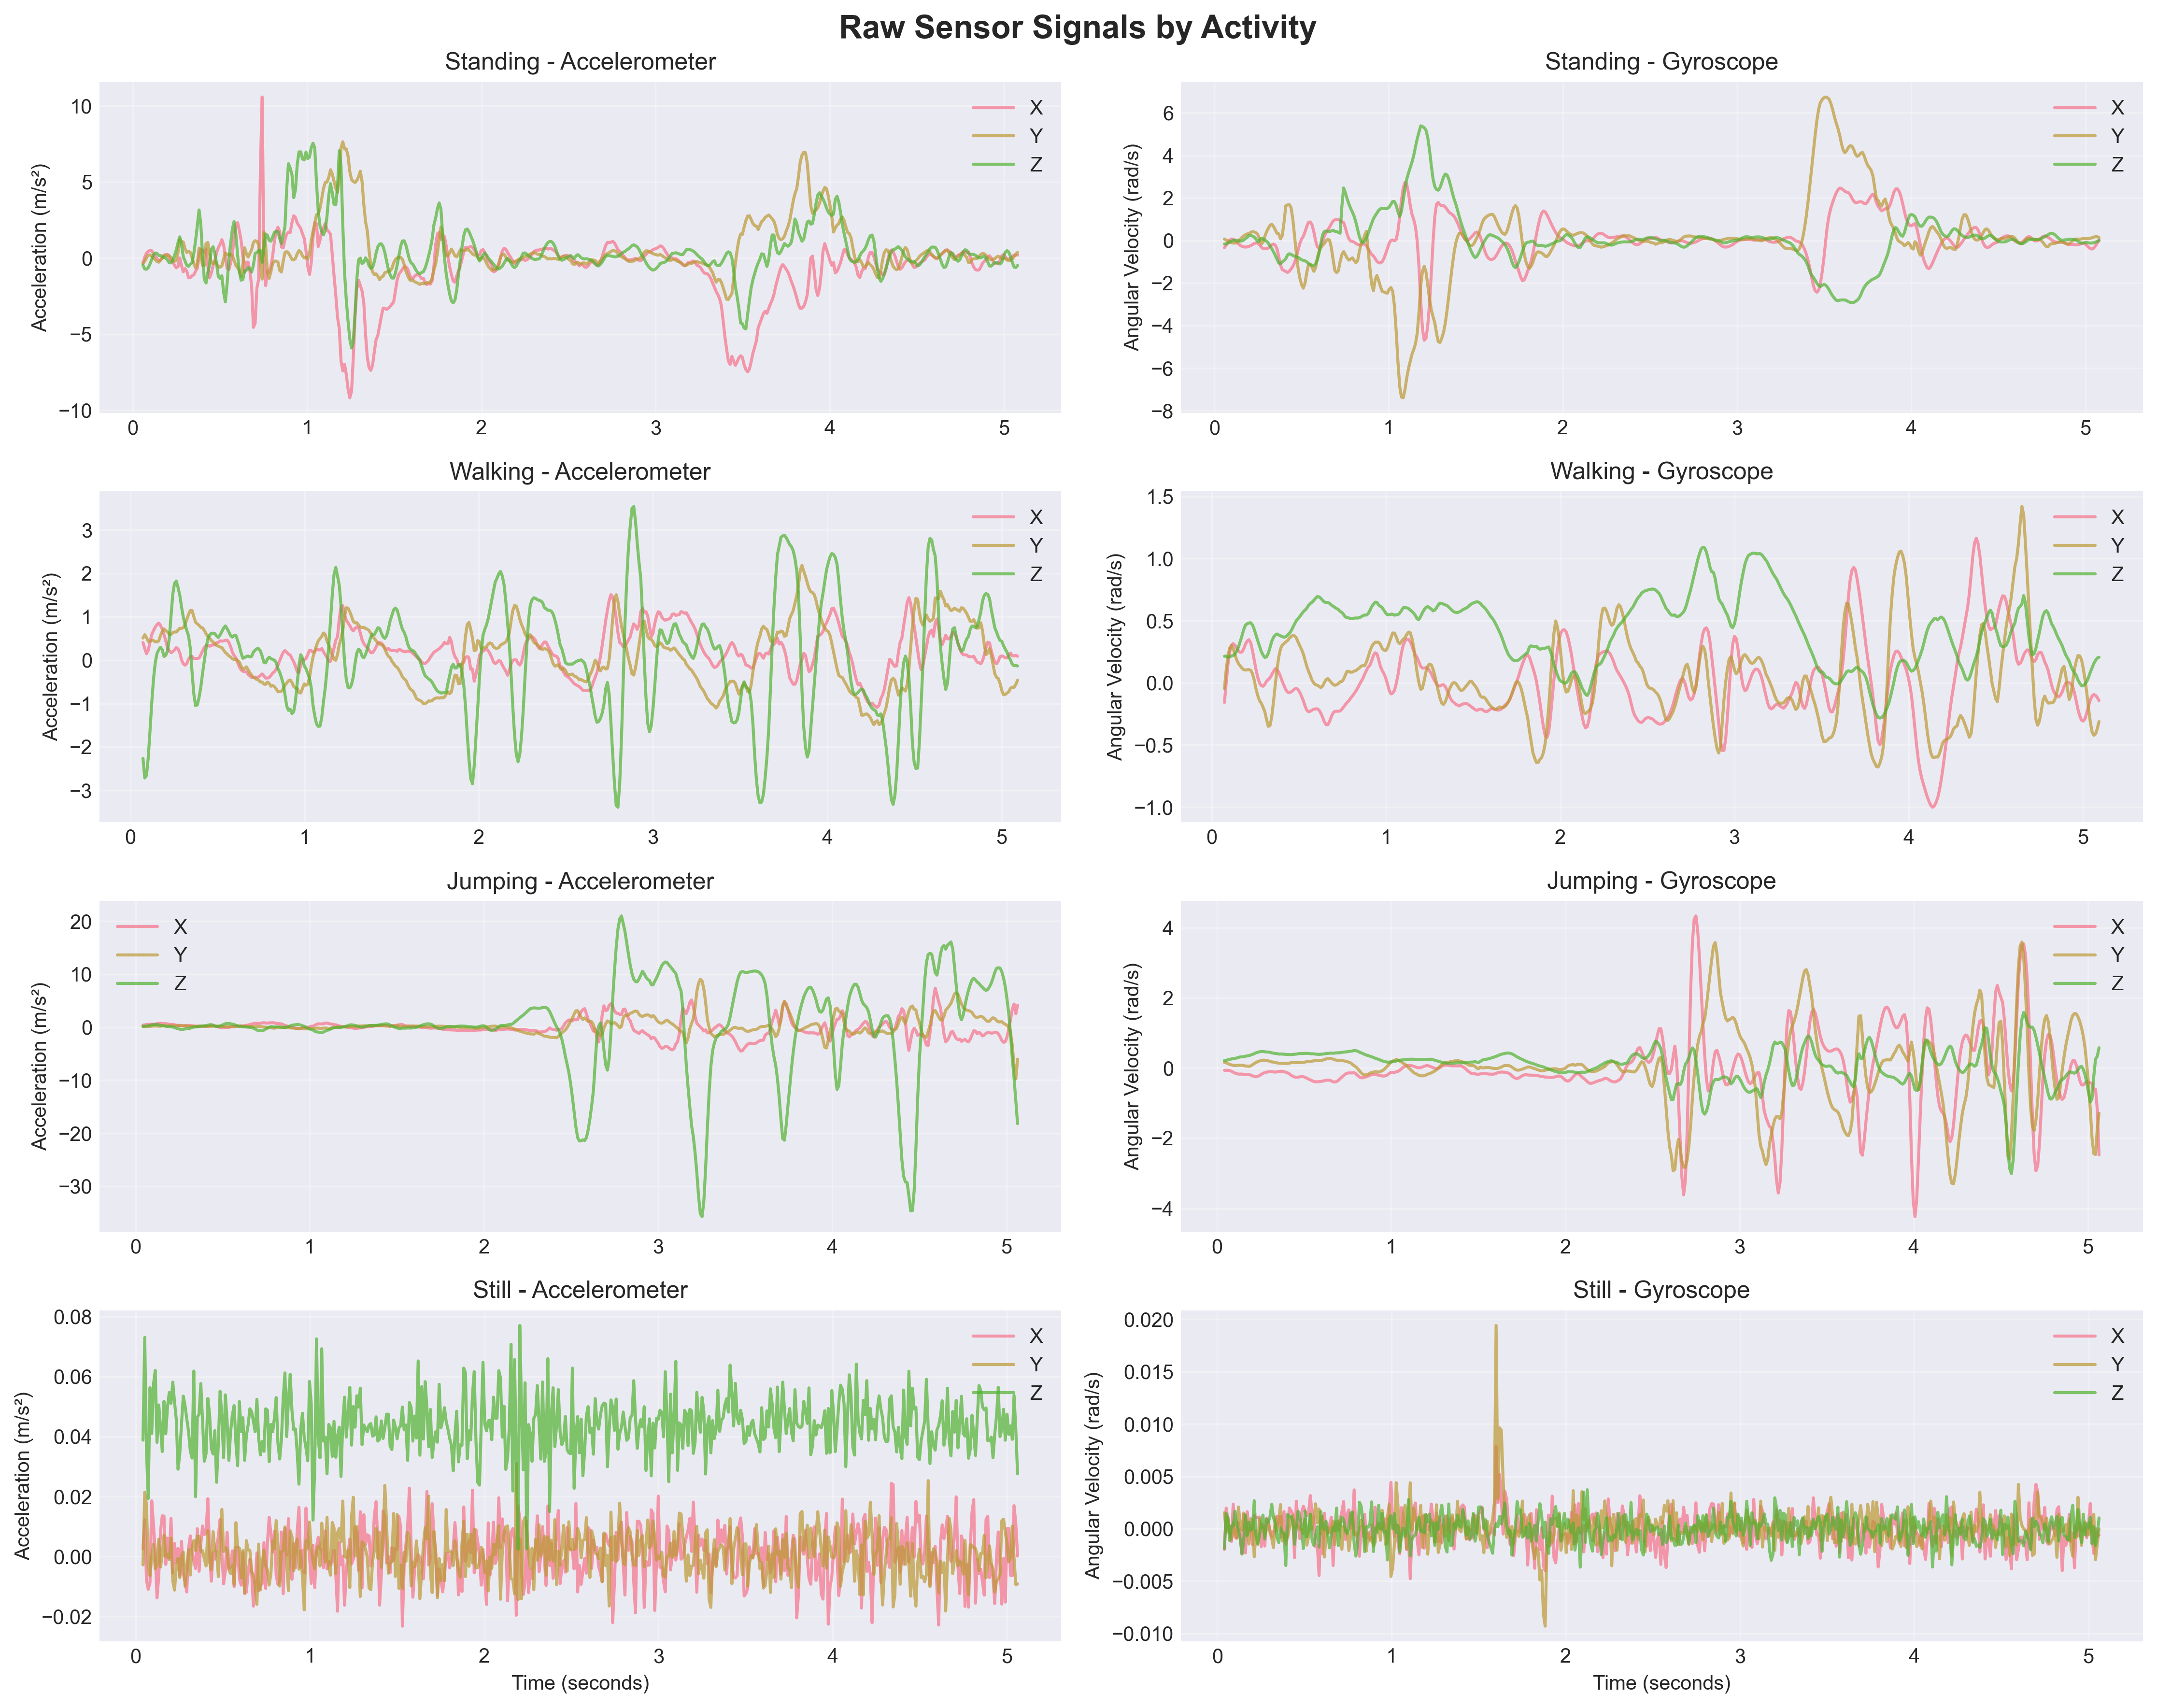 Raw Sensor Signals by Activity
Standing - Accelerometer
Acceleration (m/s²)
10
5
0
−5
−10
0 1 2 3 4 5
X
Y
Z
Standing - Gyroscope
Angular Velocity (rad/s)
6
4
2
0
−2
−4
−6
−8
0 1 2 3 4 5
X
Y
Z
Walking - Accelerometer
Acceleration (m/s²)
3
2
1
0
−1
−2
−3
0 1 2 3 4 5
X
Y
Z
Walking - Gyroscope
Angular Velocity (rad/s)
1.5
1.0
0.5
0.0
−0.5
−1.0
0 1 2 3 4 5
X
Y
Z
Jumping - Accelerometer
Acceleration (m/s²)
20
10
0
−10
−20
−30
0 1 2 3 4 5
X
Y
Z
Jumping - Gyroscope
Angular Velocity (rad/s)
4
2
0
−2
−4
0 1 2 3 4 5
X
Y
Z
Still - Accelerometer
Acceleration (m/s²)
0.08
0.06
0.04
0.02
0.00
−0.02
0 1 2 3 4 5
Time (seconds)
X
Y
Z
Still - Gyroscope
Angular Velocity (rad/s)
0.020
0.015
0.010
0.005
0.000
−0.005
−0.010
0 1 2 3 4 5
Time (seconds)
X
Y
Z